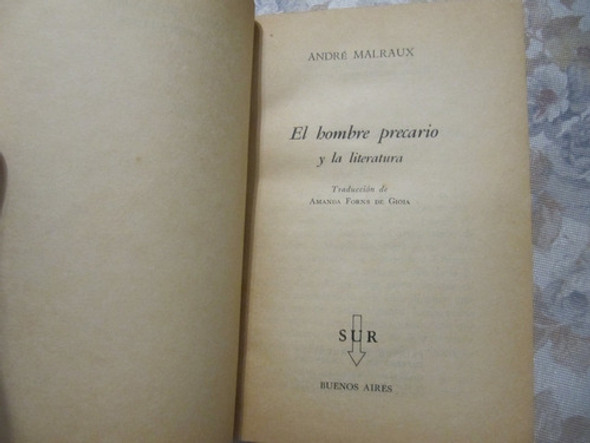 ANDRÉ MALRAUX
El hombre precario
y la literatura
Traducción de
AMANDA FORNS DE GIOIA
SUR
BUENOS AIRES